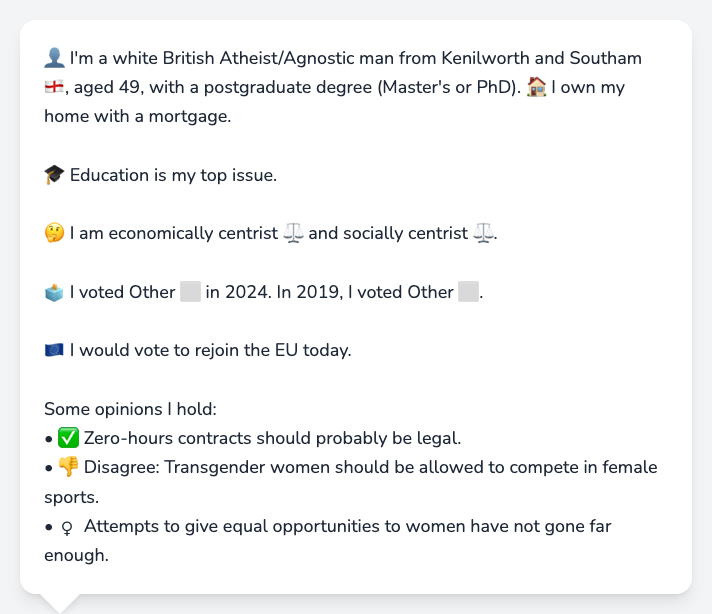 👤 I'm a white British Atheist/Agnostic man from Kenilworth and Southam
🏴󠁧󠁢󠁥󠁮󠁧󠁿, aged 49, with a postgraduate degree (Master's or PhD). 🏠 I own my
home with a mortgage.
🎓 Education is my top issue.
🤔 I am economically centrist ⚖️ and socially centrist ⚖️.
🗳️ I voted Other ⬜ in 2024. In 2019, I voted Other ⬜.
🇪🇺 I would vote to rejoin the EU today.
Some opinions I hold:
• ✅ Zero-hours contracts should probably be legal.
• 👎 Disagree: Transgender women should be allowed to compete in female
sports.
• ♀ Attempts to give equal opportunities to women have not gone far
enough.